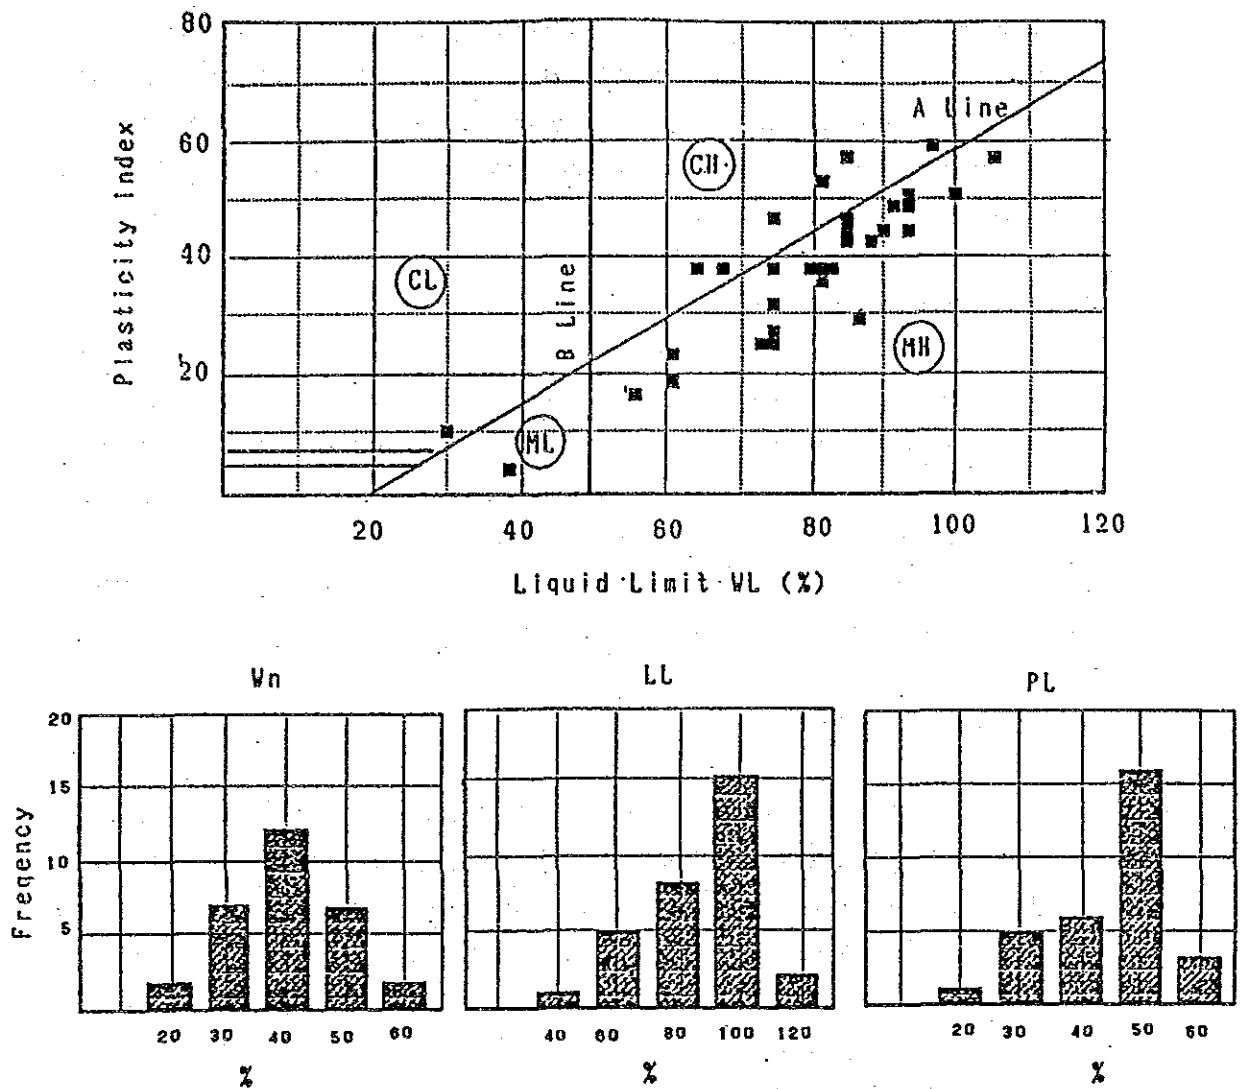 80
A Line
60
CH
Plasticity Index
40
CL
B Line
MH
20
ML
20 40 60 80 100 120
Liquid Limit WL (%)
Wn LL PL
20
15
10
5
Freqency
20 30 40 50 60
40 60 80 100 120
20 30 40 50 60
% % %